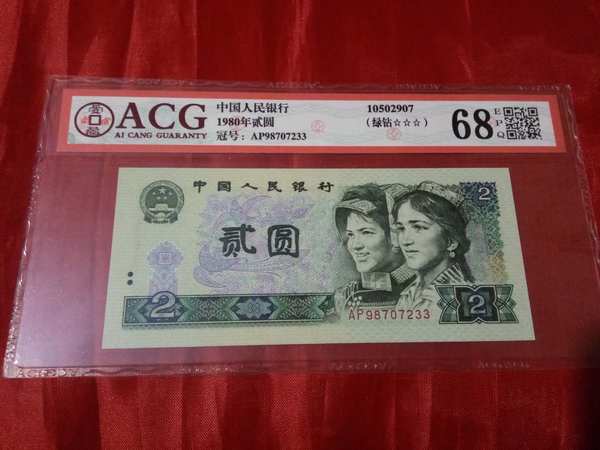 ACG
AI CANG GUARANTY
中国人民银行
1980年贰圆
冠号: AP98707233
10502907
(绿钻☆☆☆)
68
E
P
Q
中国人民银行
2
贰圆
2
2
AP98707233